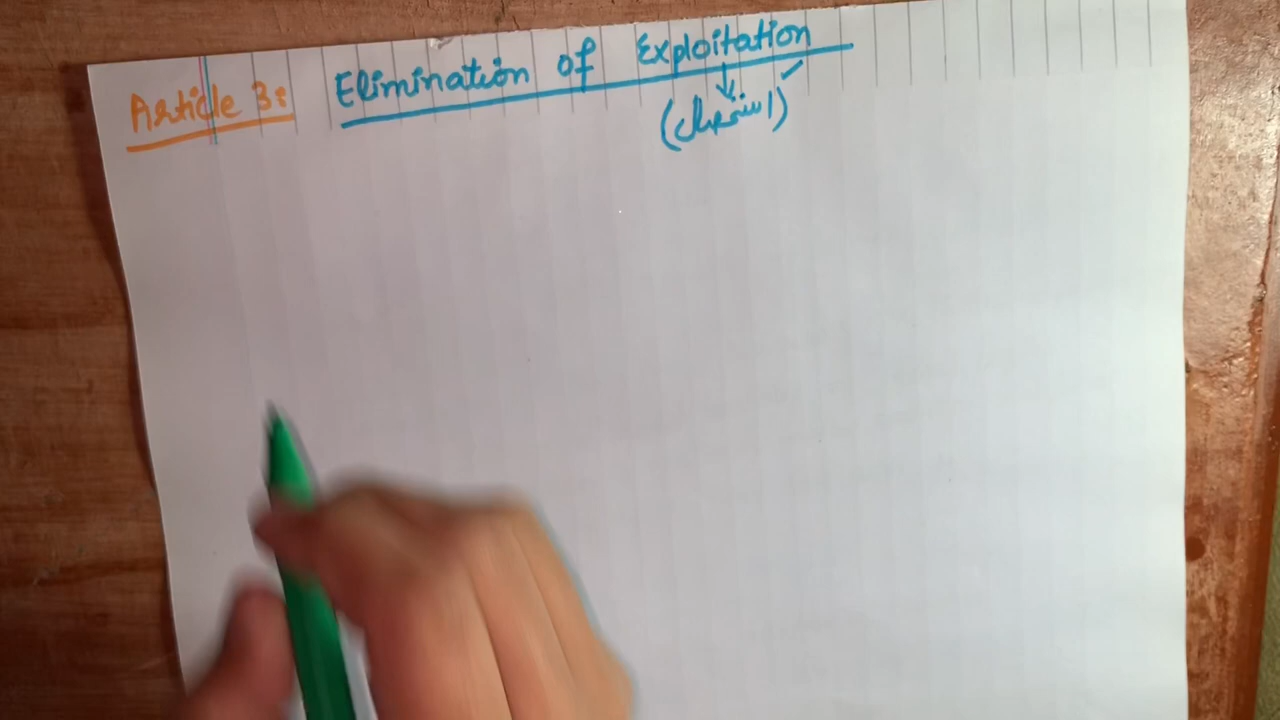 Article 3: Elimination of Exploitation
(استحصال)